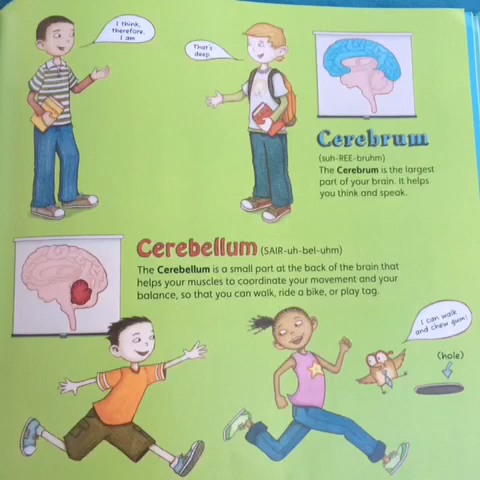 I think,
therefore,
I am
That's
deep.
Cerebrum
(suh-REE-bruhm)
The Cerebrum is the largest
part of your brain. It helps
you think and speak.
Cerebellum (SAIR-uh-bel-uhm)
The Cerebellum is a small part at the back of the brain that
helps your muscles to coordinate your movement and your
balance, so that you can walk, ride a bike, or play tag.
I can walk
and chew gum!
(hole)